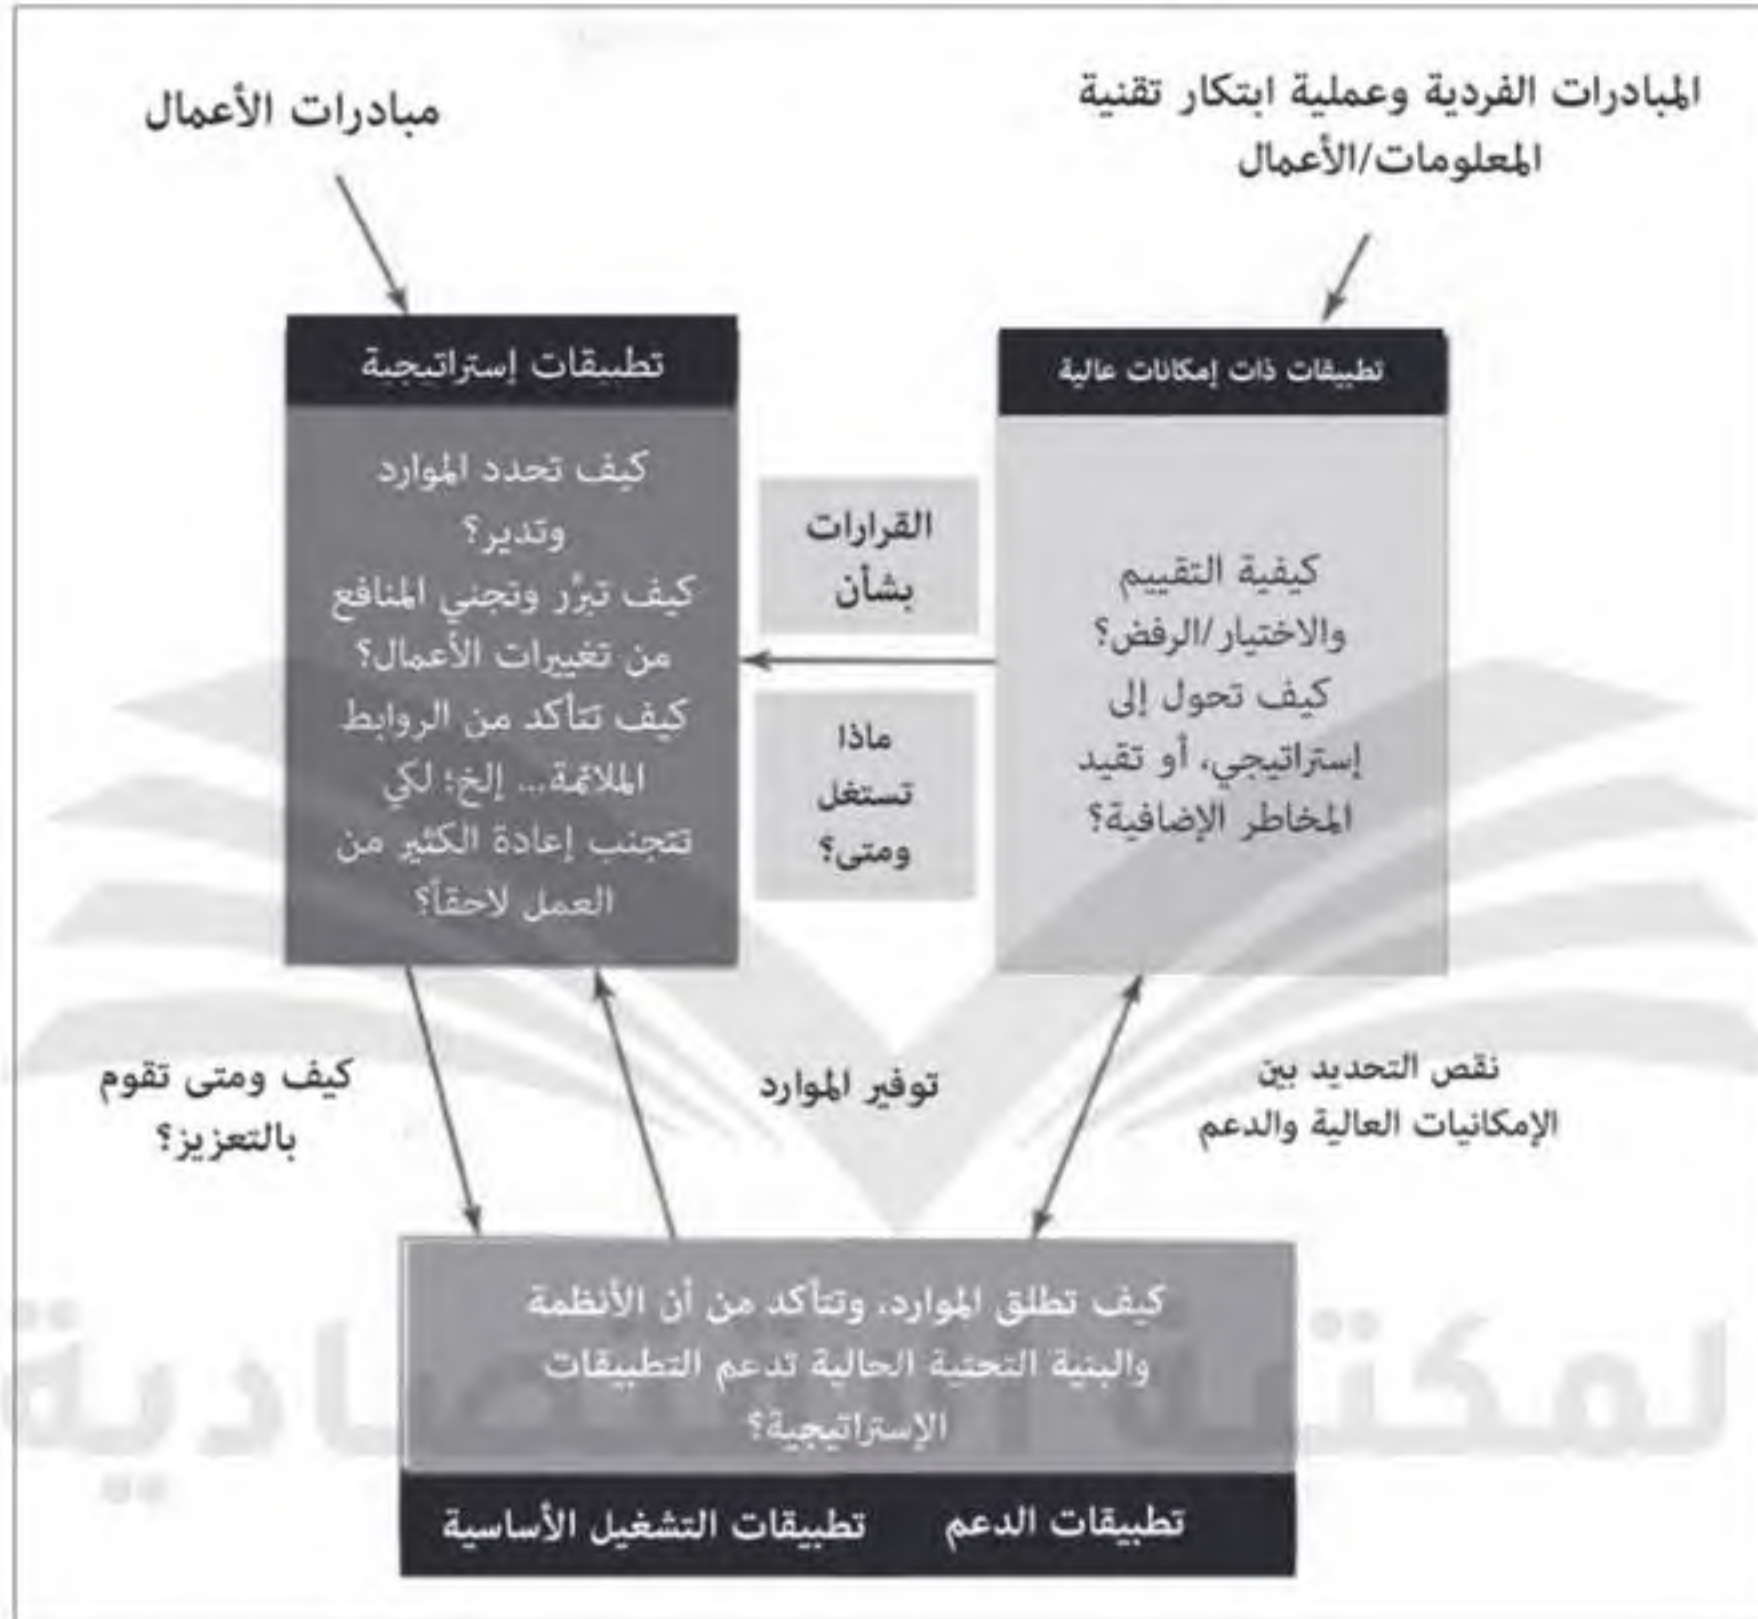 المبادرات الفردية وعملية ابتكار تقنية
المعلومات/الأعمال
مبادرات الأعمال
تطبيقات ذات إمكانات عالية
كيفية التقييم
والاختيار/الرفض؟
كيف تحول إلى
إستراتيجي، أو تقيد
المخاطر الإضافية؟
القرارات
بشأن
ماذا
تستغل
ومتى؟
تطبيقات إستراتيجية
كيف تحدد الموارد
وتدير؟
كيف تبرَّر وتجني المنافع
من تغييرات الأعمال؟
كيف تتأكد من الروابط
الملائمة... إلخ؛ لكي
تتجنب إعادة الكثير من
العمل لاحقاً؟
نقص التحديد بين
الإمكانيات العالية والدعم
توفير الموارد
كيف ومتى تقوم
بالتعزيز؟
كيف تطلق الموارد، وتتأكد من أن الأنظمة
والبنية التحتية الحالية تدعم التطبيقات
الإستراتيجية؟
تطبيقات الدعم تطبيقات التشغيل الأساسية